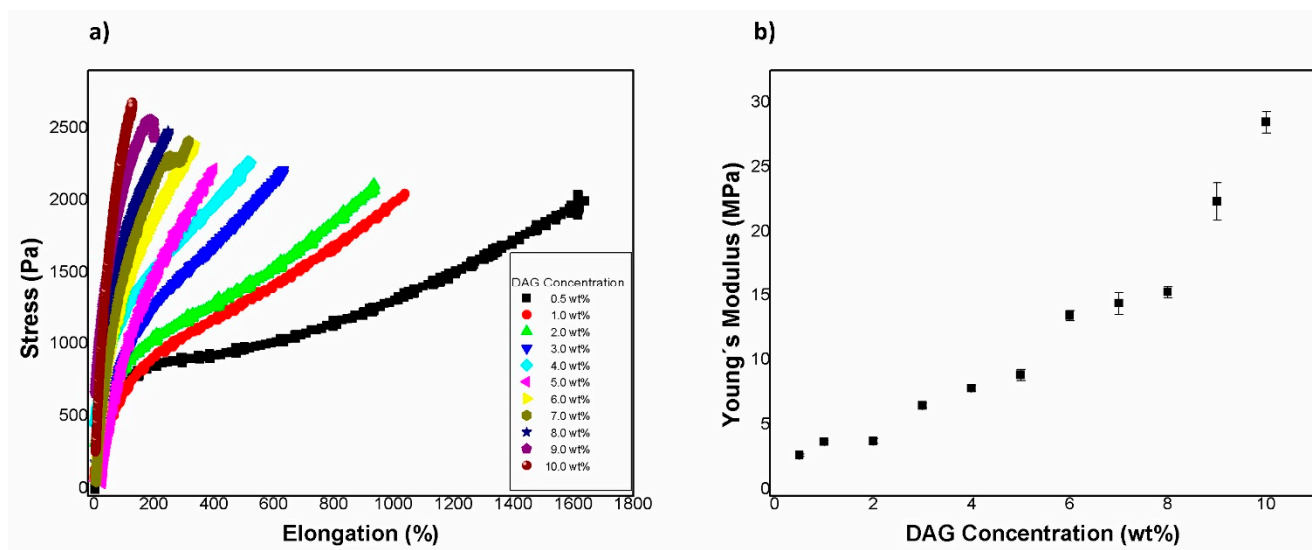 a)
Stress (Pa)
2500
2000
1500
1000
500
0
0 200 400 600 800 1000 1200 1400 1600 1800
Elongation (%)
DAG Concentration
0.5 wt%
1.0 wt%
2.0 wt%
3.0 wt%
4.0 wt%
5.0 wt%
6.0 wt%
7.0 wt%
8.0 wt%
9.0 wt%
10.0 wt%
b)
Young´s Modulus (MPa)
30
25
20
15
10
5
0
0 2 4 6 8 10
DAG Concentration (wt%)